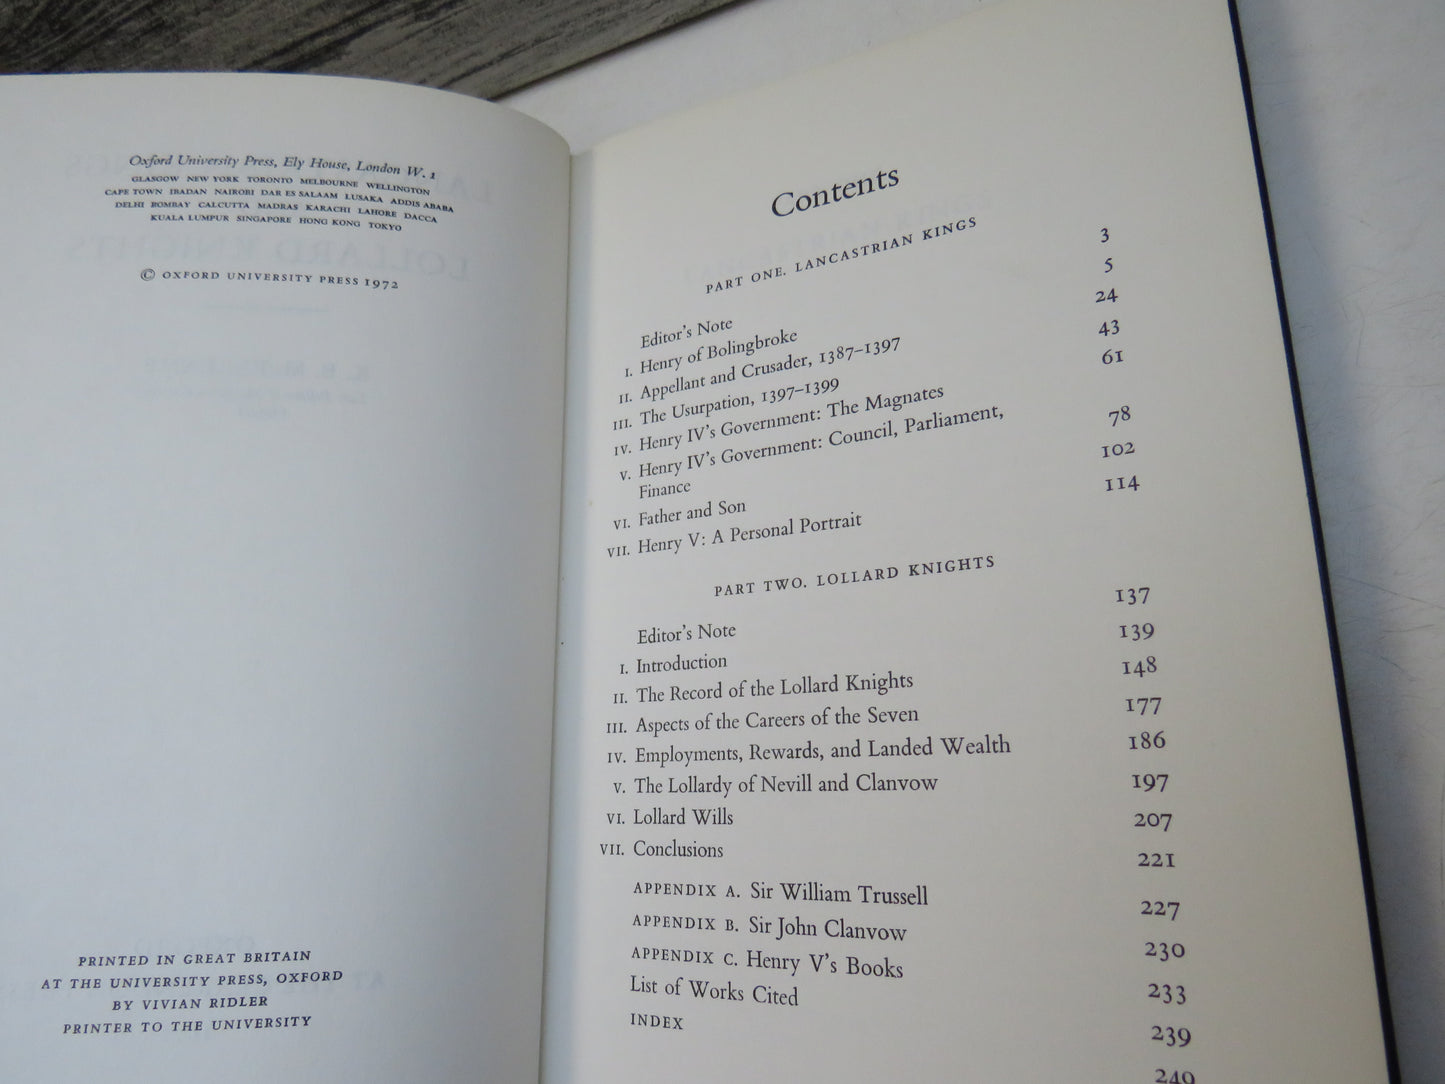 Oxford University Press, Ely House, London W. 1
GLASGOW NEW YORK TORONTO MELBOURNE WELLINGTON
CAPE TOWN IBADAN NAIROBI DAR ES SALAAM LUSAKA ADDIS ABABA
DELHI BOMBAY CALCUTTA MADRAS KARACHI LAHORE DACCA
KUALA LUMPUR SINGAPORE HONG KONG TOKYO
© OXFORD UNIVERSITY PRESS 1972
PRINTED IN GREAT BRITAIN
AT THE UNIVERSITY PRESS, OXFORD
BY VIVIAN RIDLER
PRINTER TO THE UNIVERSITY
Contents
PART ONE. LANCASTRIAN KINGS
Editor's Note 3
I. Henry of Bolingbroke 5
II. Appellant and Crusader, 1387–1397 24
III. The Usurpation, 1397–1399 43
IV. Henry IV's Government: The Magnates 61
V. Henry IV's Government: Council, Parliament,
Finance 78
VI. Father and Son 102
VII. Henry V: A Personal Portrait 114
PART TWO. LOLLARD KNIGHTS
Editor's Note 137
I. Introduction 139
II. The Record of the Lollard Knights 148
III. Aspects of the Careers of the Seven 177
IV. Employments, Rewards, and Landed Wealth 186
V. The Lollardy of Nevill and Clanvow 197
VI. Lollard Wills 207
VII. Conclusions 221
APPENDIX A. Sir William Trussell 227
APPENDIX B. Sir John Clanvow 230
APPENDIX C. Henry V's Books 233
List of Works Cited 239
INDEX 249